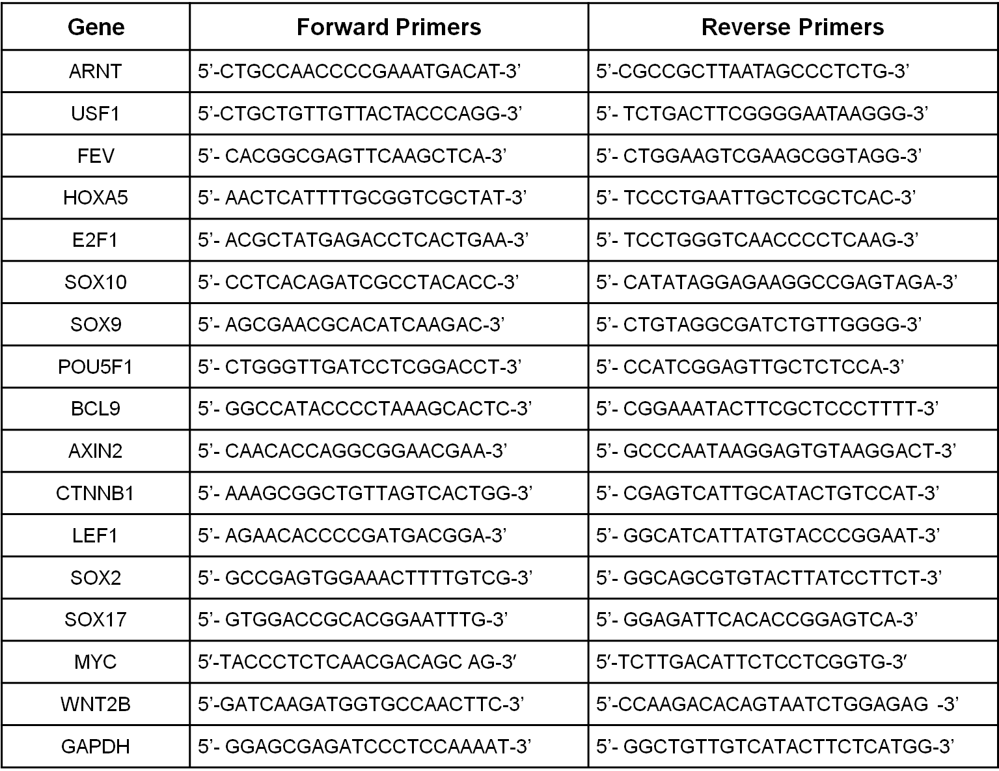 Gene Forward Primers Reverse Primers
ARNT 5’-CTGCCAACCCCGAAATGACAT-3’ 5’-CGCCGCTTAATAGCCCTCTG-3’
USF1 5’-CTGCTGTTGTTACTACCCAGG-3’ 5’- TCTGACTTCGGGGAATAAGGG-3’
FEV 5’- CACGGCGAGTTCAAGCTCA-3’ 5’- CTGGAAGTCGAAGCGGTAGG-3’
HOXA5 5’- AACTCATTTTGCGGTCGCTAT-3’ 5’- TCCCTGAATTGCTCGCTCAC-3’
E2F1 5’- ACGCTATGAGACCTCACTGAA-3’ 5’- TCCTGGGTCAACCCCTCAAG-3’
SOX10 5’- CCTCACAGATCGCCTACACC-3’ 5’- CATATAGGAGAAGGCCGAGTAGA-3’
SOX9 5’- AGCGAACGCACATCAAGAC-3’ 5’- CTGTAGGCGATCTGTTGGGG-3’
POU5F1 5’- CTGGGTTGATCCTCGGACCT-3’ 5’- CCATCGGAGTTGCTCTCCA-3’
BCL9 5’- GGCCATACCCCTAAAGCACTC-3’ 5’- CGGAAATACTTCGCTCCCTTTT-3’
AXIN2 5’- CAACACCAGGCGGAACGAA-3’ 5’- GCCCAATAAGGAGTGTAAGGACT-3’
CTNNB1 5’- AAAGCGGCTGTTAGTCACTGG-3’ 5’- CGAGTCATTGCATACTGTCCAT-3’
LEF1 5’- AGAACACCCCGATGACGGA-3’ 5’- GGCATCATTATGTACCCGGAAT-3’
SOX2 5’- GCCGAGTGGAAACTTTTGTCG-3’ 5’- GGCAGCGTGTACTTATCCTTCT-3’
SOX17 5’- GTGGACCGCACGGAATTTG-3’ 5’- GGAGATTCACACCGGAGTCA-3’
MYC 5′-TACCCTCTCAACGACAGC AG-3′ 5′-TCTTGACATTCTCCTCGGTG-3′
WNT2B 5’-GATCAAGATGGTGCCAACTTC-3’ 5’-CCAAGACACAGTAATCTGGAGAG -3’
GAPDH 5’- GGAGCGAGATCCCTCCAAAAT-3’ 5’- GGCTGTTGTCATACTTCTCATGG-3’